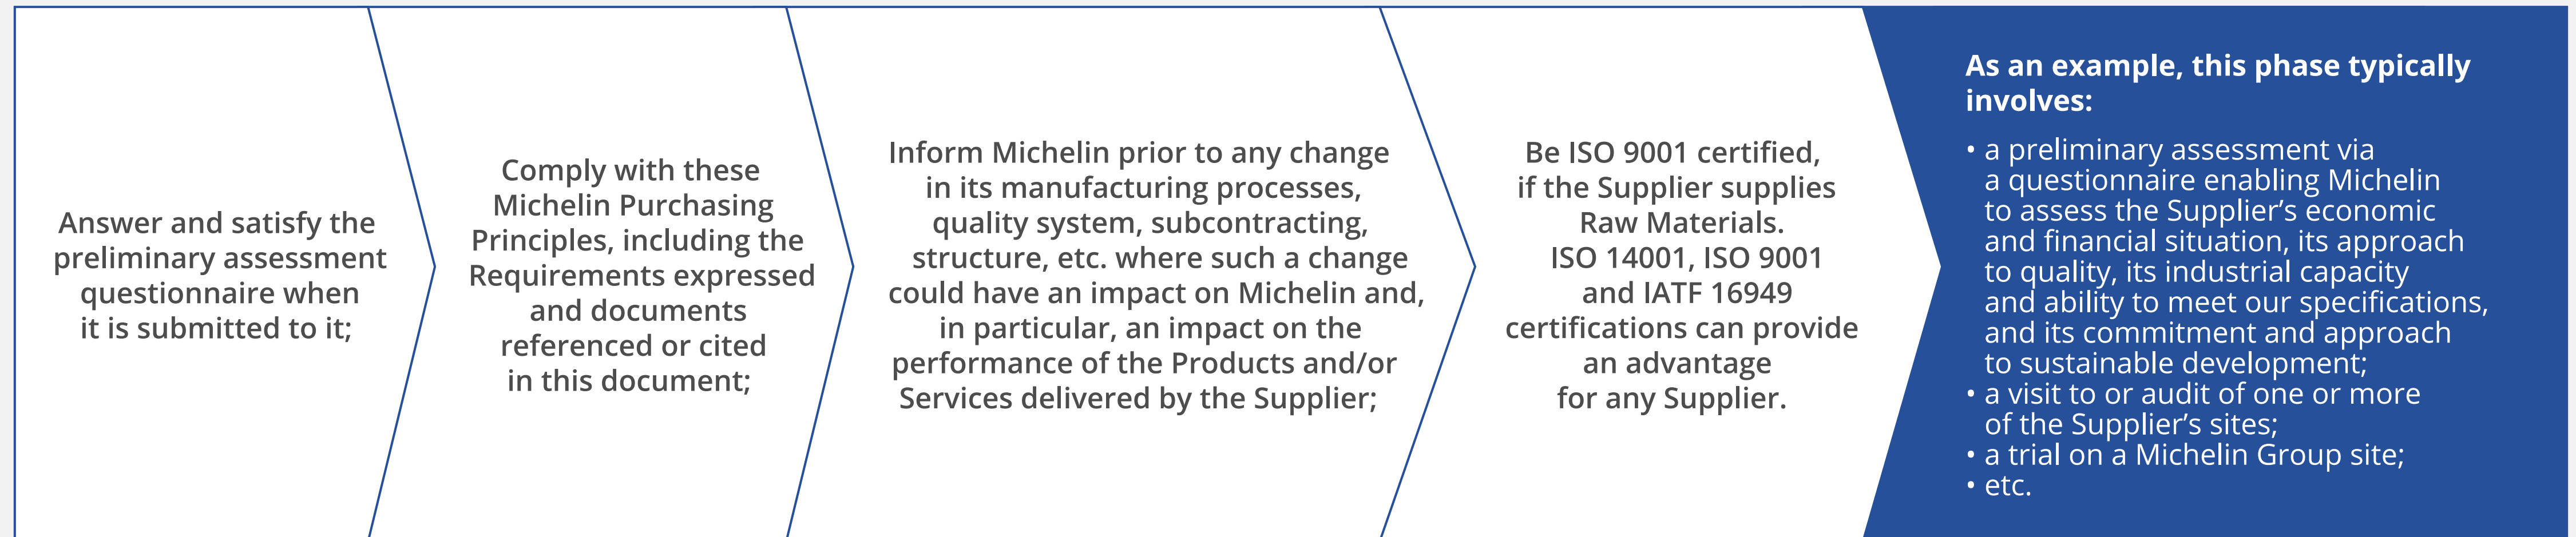 Answer and satisfy the
preliminary assessment
questionnaire when
it is submitted to it;
Comply with these
Michelin Purchasing
Principles, including the
Requirements expressed
and documents
referenced or cited
in this document;
Inform Michelin prior to any change
in its manufacturing processes,
quality system, subcontracting,
structure, etc. where such a change
could have an impact on Michelin and,
in particular, an impact on the
performance of the Products and/or
Services delivered by the Supplier;
Be ISO 9001 certified,
if the Supplier supplies
Raw Materials.
ISO 14001, ISO 9001
and IATF 16949
certifications can provide
an advantage
for any Supplier.
As an example, this phase typically
involves:
• a preliminary assessment via
a questionnaire enabling Michelin
to assess the Supplier’s economic
and financial situation, its approach
to quality, its industrial capacity
and ability to meet our specifications,
and its commitment and approach
to sustainable development;
• a visit to or audit of one or more
of the Supplier’s sites;
• a trial on a Michelin Group site;
• etc.